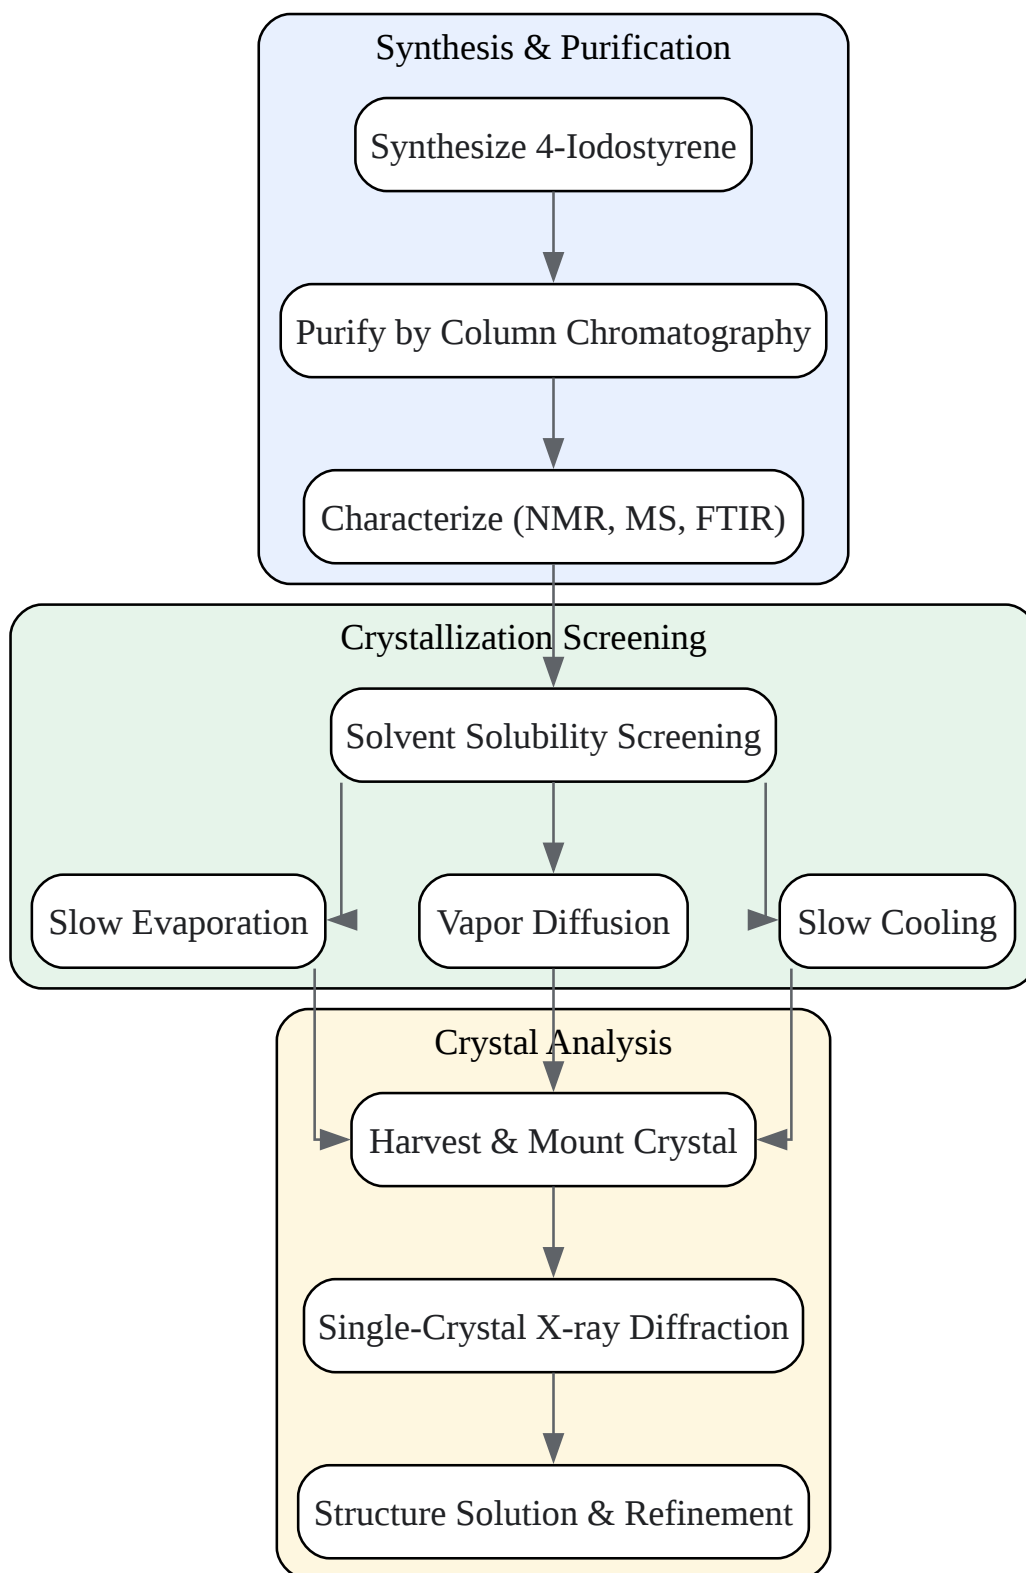 Synthesis & Purification
Synthesize 4-Iodostyrene
Purify by Column Chromatography
Characterize (NMR, MS, FTIR)
Crystallization Screening
Solvent Solubility Screening
Slow Evaporation
Vapor Diffusion
Slow Cooling
Crystal Analysis
Harvest & Mount Crystal
Single-Crystal X-ray Diffraction
Structure Solution & Refinement